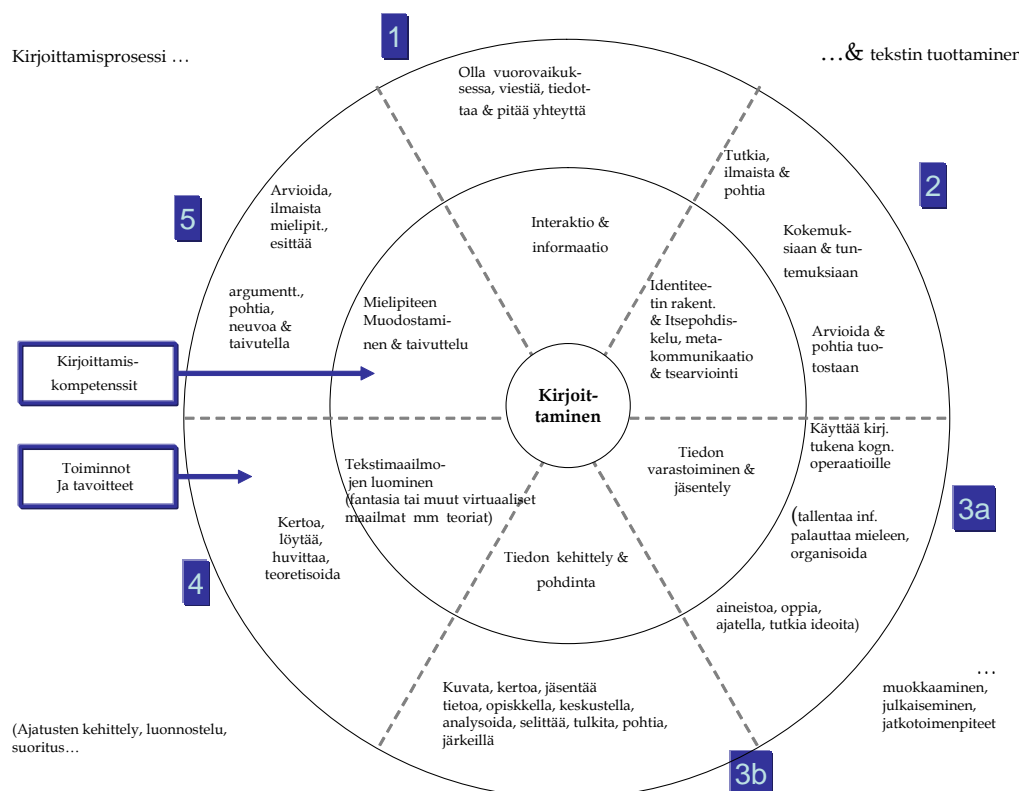 Kirjoittamisprosessi …
…& tekstin tuottaminen
1
Olla vuorovaikuk-
sessa, viestiä, tiedot-
taa & pitää yhteyttä
Interaktio &
informaatio
2
Tutkia,
ilmaista &
pohtia
Kokemuk-
siaan & tun-
temuksiaan
Arvioida &
pohtia tuo-
tostaan
Identitee-
tin rakent.
& Itsepohdis-
kelu, meta-
kommunikaatio
& tsearviointi
5
Arvioida,
ilmaista
mielipit.,
esittää
argumentt.,
pohtia,
neuvoa &
taivutella
Mielipiteen
Muodostami-
nen & taivuttelu
Kirjoittamis-
kompetenssit
Kirjoit-
taminen
Toiminnot
Ja tavoitteet
Tekstimaailmo-
jen luominen
(fantasia tai muut virtuaaliset
maailmat mm teoriat)
Kertoa,
löytää,
huvittaa,
teoretisoida
4
Tiedon
varastoiminen &
jäsentely
Käyttää kirj.
tukena kogn.
operaatioille
(tallentaa inf.
palauttaa mieleen,
organisoida
aineistoa, oppia,
ajatella, tutkia ideoita)
3a
Tiedon kehittely &
pohdinta
Kuvata, kertoa, jäsentää
tietoa, opiskkella, keskustella,
analysoida, selittää, tulkita, pohtia,
järkeillä
3b
(Ajatusten kehittely, luonnostelu,
suoritus…
…
muokkaaminen,
julkaiseminen,
jatkotoimenpiteet